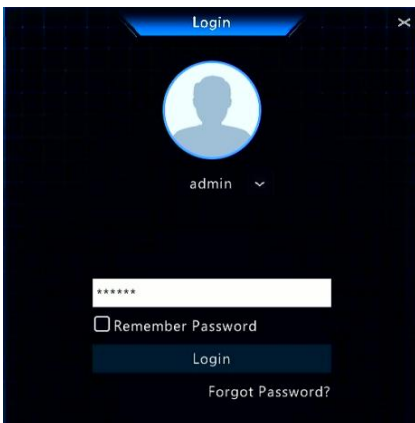 Login
admin
******
Remember Password
Login
Forgot Password?